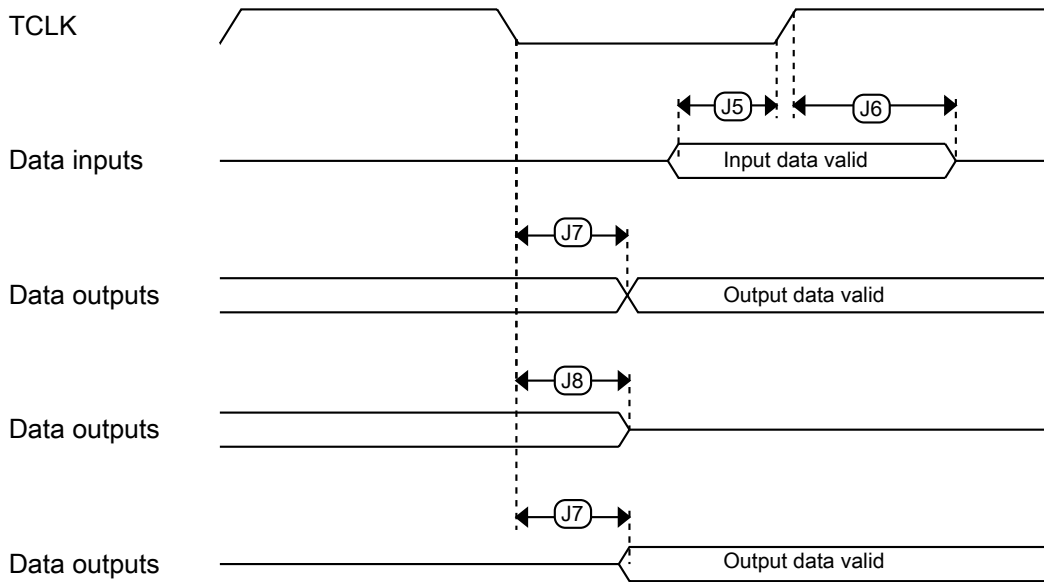 TCLK
J5
J6
Data inputs
Input data valid
J7
Data outputs
Output data valid
J8
Data outputs
J7
Data outputs
Output data valid